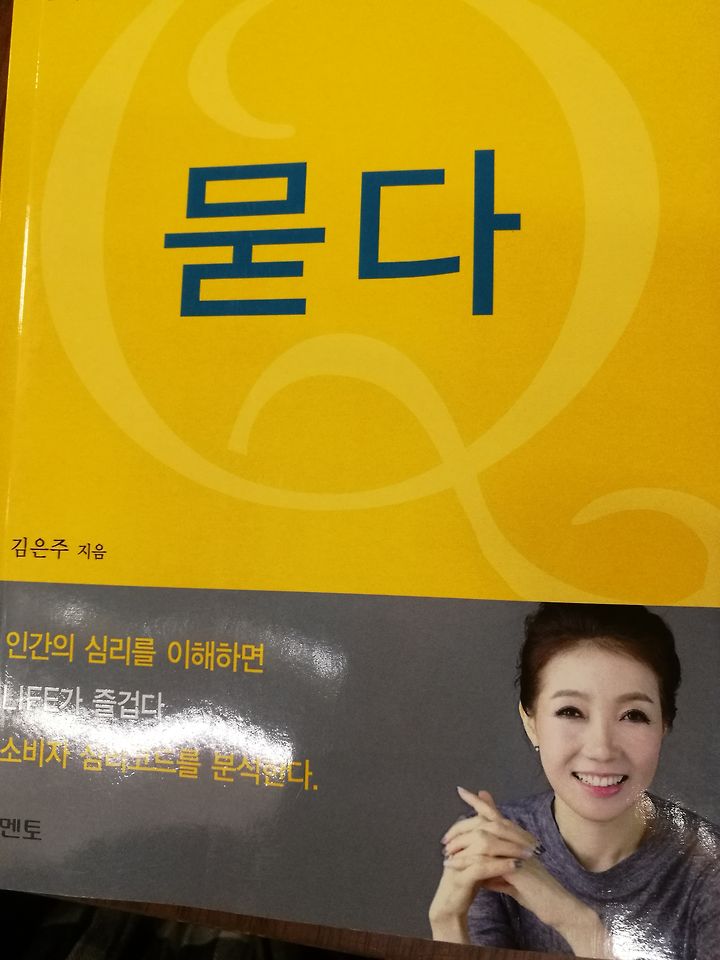 묻다
김은주 지음
인간의 심리를 이해하면
LIFE가 즐겁다
소비자 심리코드를 분석한다.
멘토